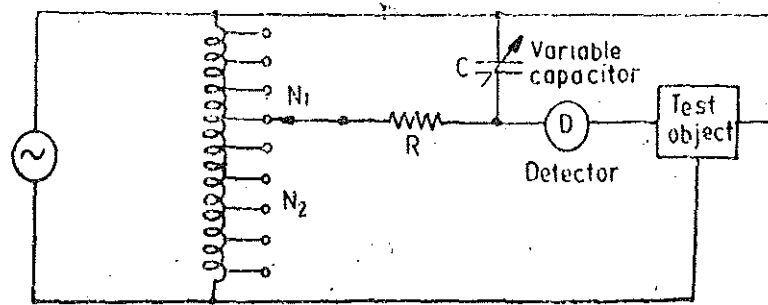 N1
N2
R
C
Variable
capacitor
D
Detector
Test
object